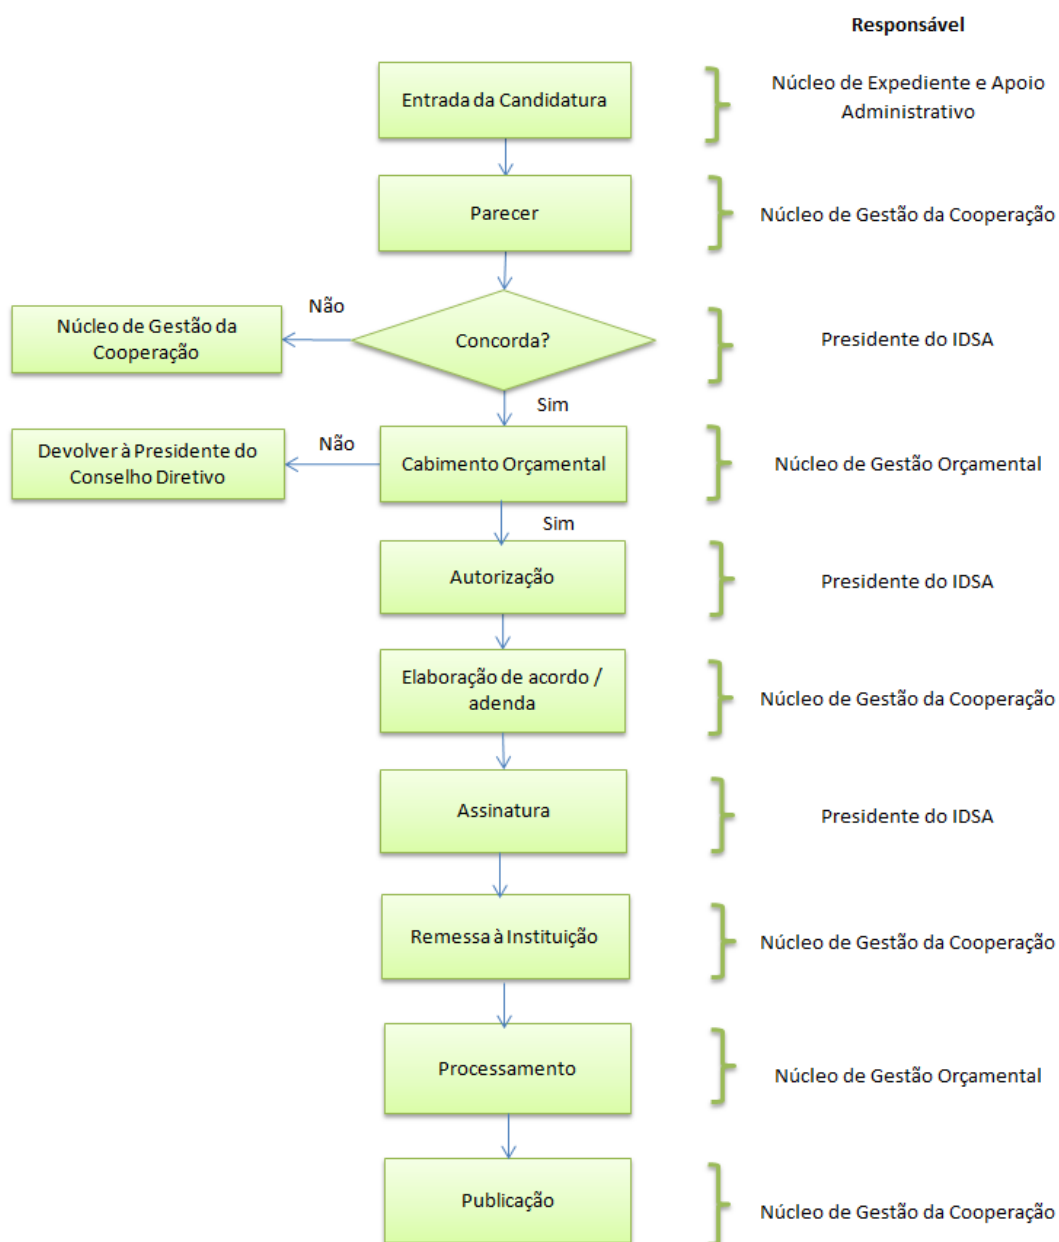 Responsável
Entrada da Candidatura
Núcleo de Expediente e Apoio
Administrativo
Parecer
Núcleo de Gestão da Cooperação
Não
Núcleo de Gestão da
Cooperação
Concorda?
Presidente do IDSA
Sim
Não
Devolver à Presidente do
Conselho Diretivo
Cabimento Orçamental
Núcleo de Gestão Orçamental
Sim
Autorização
Presidente do IDSA
Elaboração de acordo /
adenda
Núcleo de Gestão da Cooperação
Assinatura
Presidente do IDSA
Remessa à Instituição
Núcleo de Gestão da Cooperação
Processamento
Núcleo de Gestão Orçamental
Publicação
Núcleo de Gestão da Cooperação